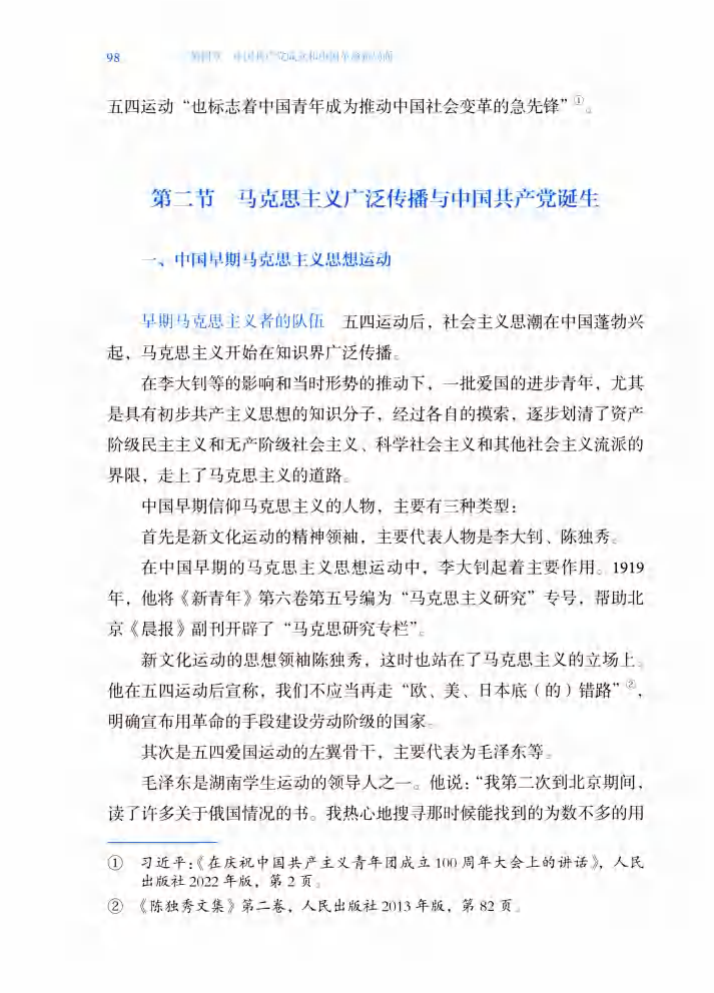 98 第四章 中国共产党成立和中国革命新局面
五四运动“也标志着中国青年成为推动中国社会变革的急先锋”①。
第二节 马克思主义广泛传播与中国共产党诞生
一、中国早期马克思主义思想运动
早期马克思主义者的队伍 五四运动后，社会主义思潮在中国蓬勃兴
起，马克思主义开始在知识界广泛传播。
在李大钊等的影响和当时形势的推动下，一批爱国的进步青年，尤其
是具有初步共产主义思想的知识分子，经过各自的摸索，逐步划清了资产
阶级民主主义和无产阶级社会主义、科学社会主义和其他社会主义流派的
界限，走上了马克思主义的道路。
中国早期信仰马克思主义的人物，主要有三种类型：
首先是新文化运动的精神领袖，主要代表人物是李大钊、陈独秀。
在中国早期的马克思主义思想运动中，李大钊起着主要作用。1919
年，他将《新青年》第六卷第五号编为“马克思主义研究”专号，帮助北
京《晨报》副刊开辟了“马克思研究专栏”。
新文化运动的思想领袖陈独秀，这时也站在了马克思主义的立场上。
他在五四运动后宣称，我们不应当再走“欧、美、日本底（的）错路”②，
明确宣布用革命的手段建设劳动阶级的国家。
其次是五四爱国运动的左翼骨干，主要代表为毛泽东等。
毛泽东是湖南学生运动的领导人之一。他说：“我第二次到北京期间，
读了许多关于俄国情况的书。我热心地搜寻那时候能找到的为数不多的用
① 习近平：《在庆祝中国共产主义青年团成立100周年大会上的讲话》，人民
出版社2022年版，第2页。
② 《陈独秀文集》第二卷，人民出版社2013年版，第82页。